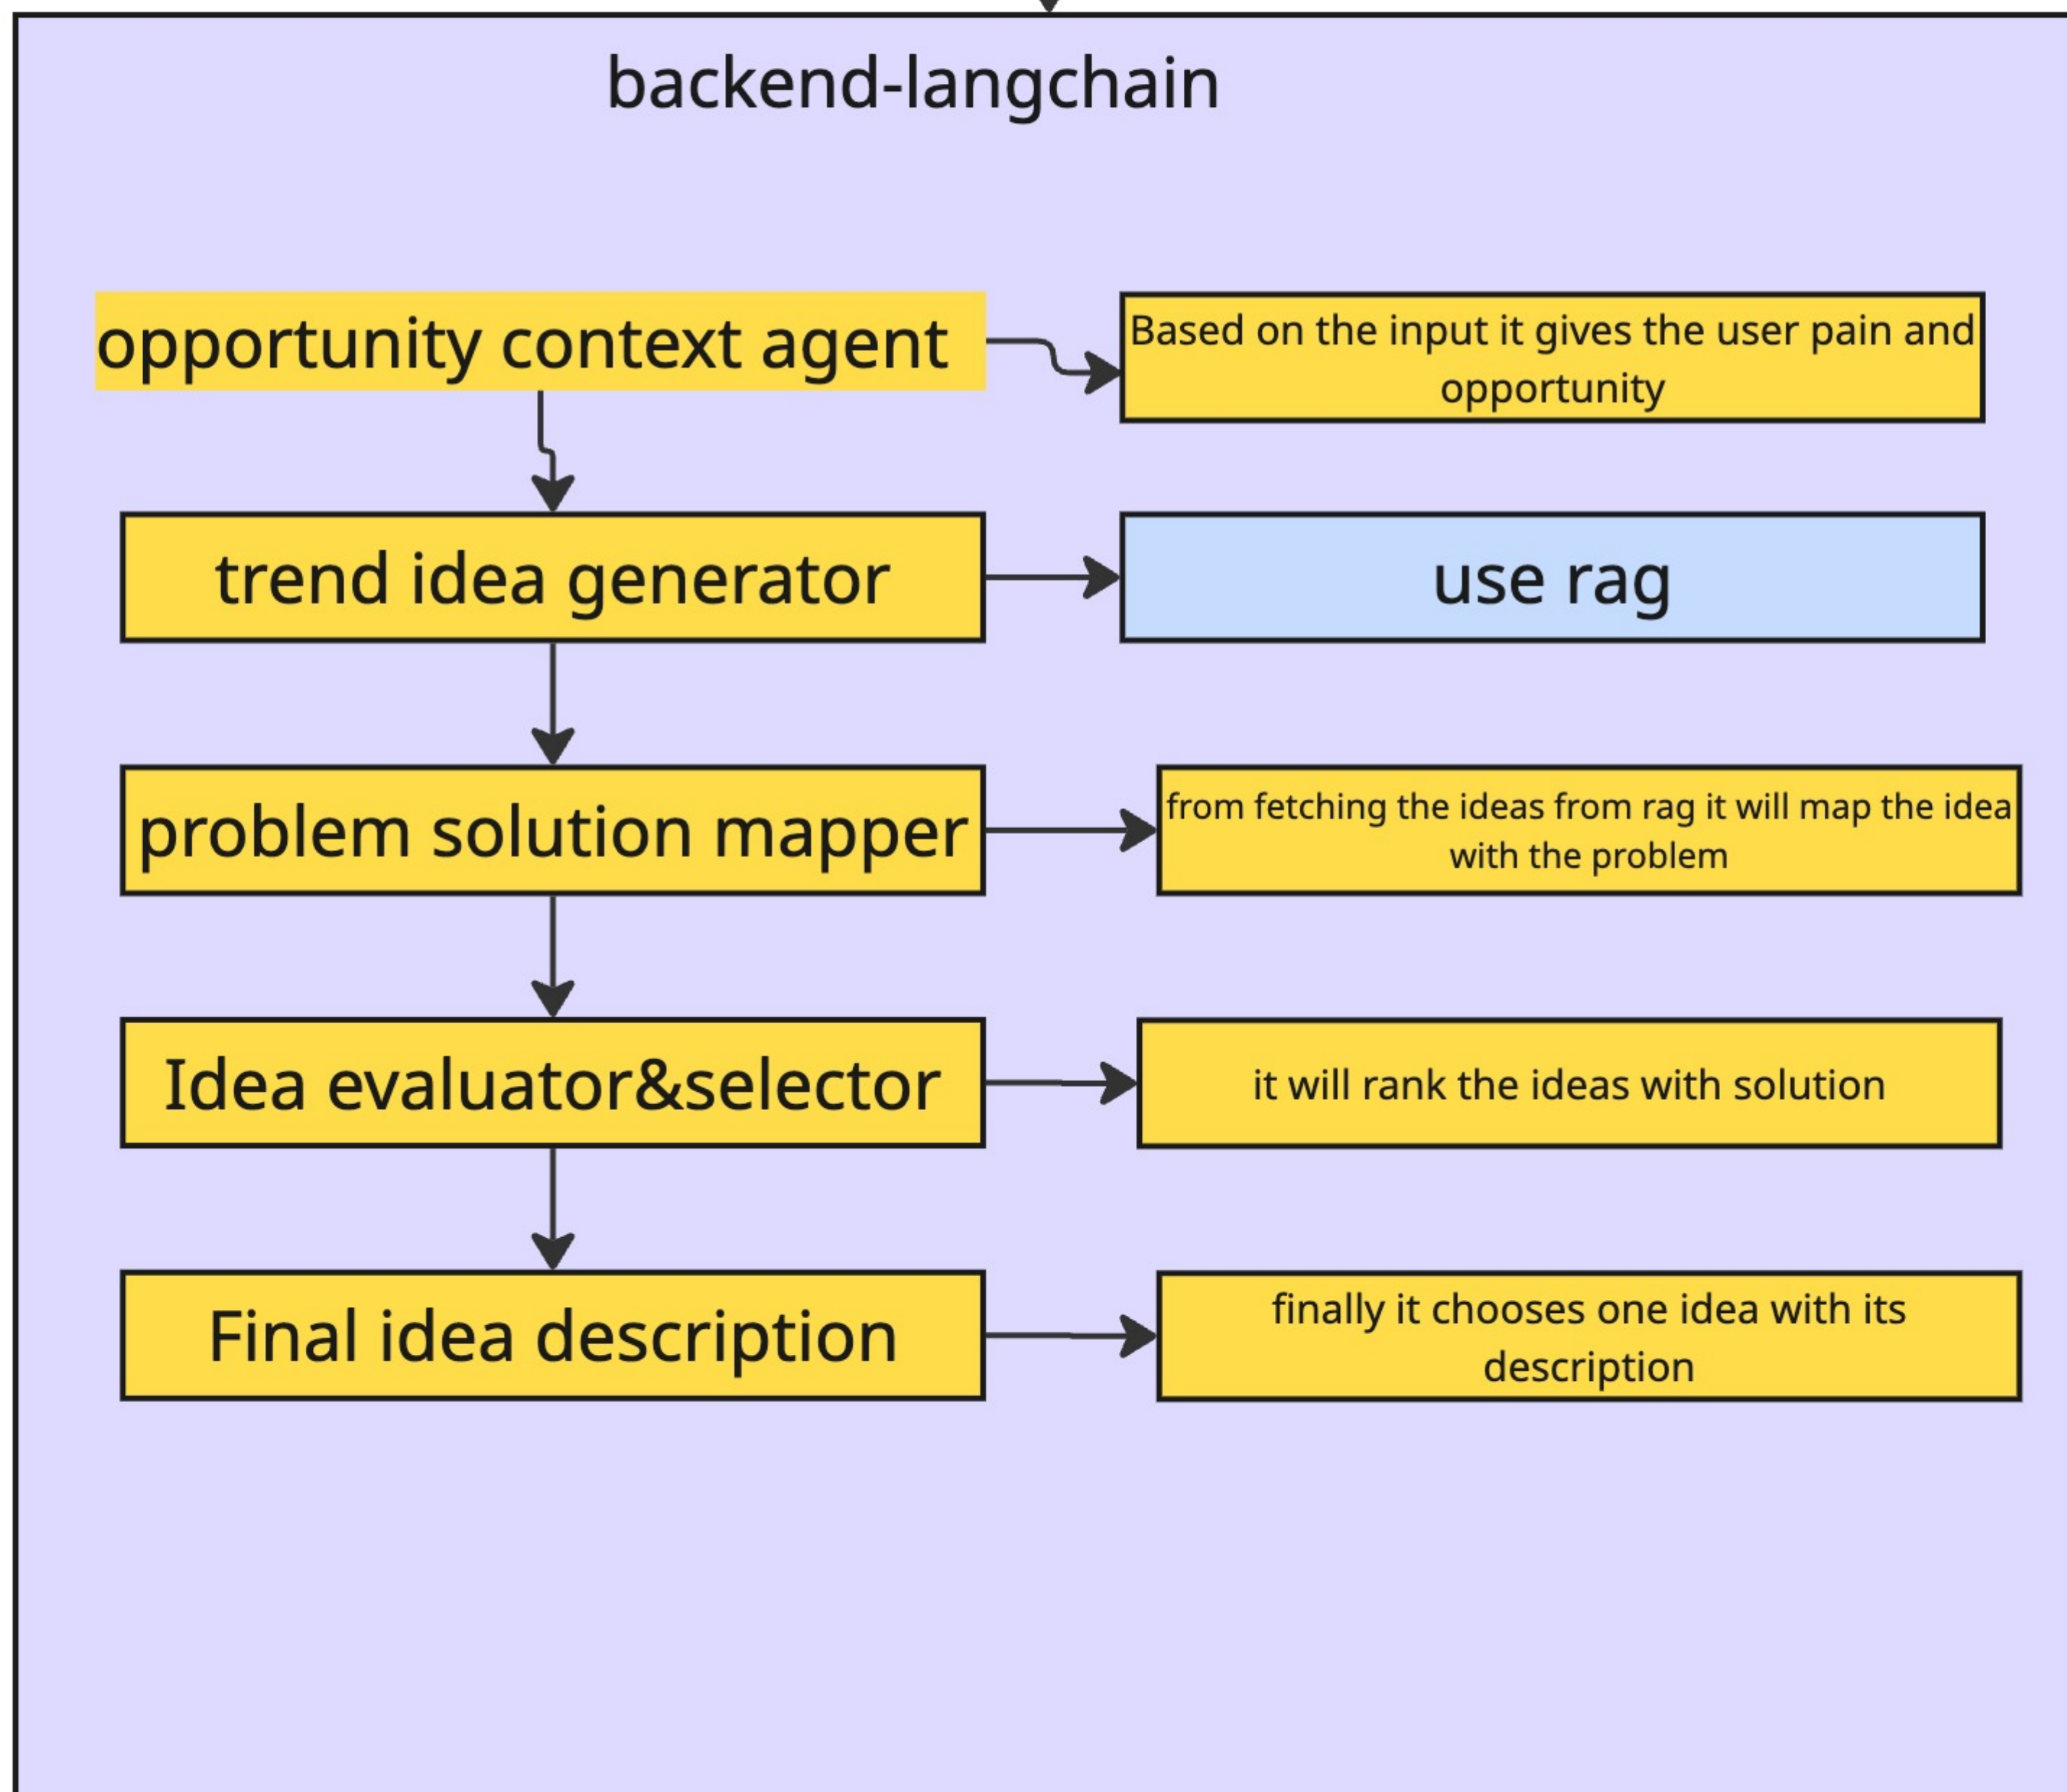 backend-langchain
opportunity context agent
Based on the input it gives the user pain and
opportunity
trend idea generator
use rag
problem solution mapper
from fetching the ideas from rag it will map the idea
with the problem
Idea evaluator&selector
it will rank the ideas with solution
Final idea description
finally it chooses one idea with its
description